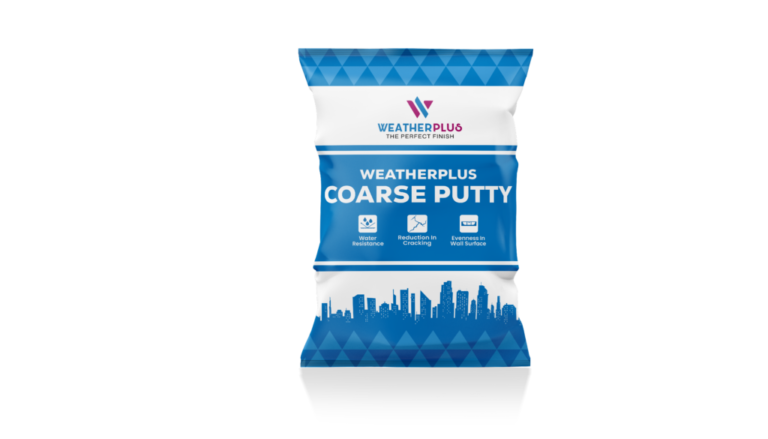 WEATHERPLUS
THE PERFECT FINISH
WEATHERPLUS
COARSE PUTTY
Water
Resistance
Reduction In
Cracking
Evenness In
Wall Surface